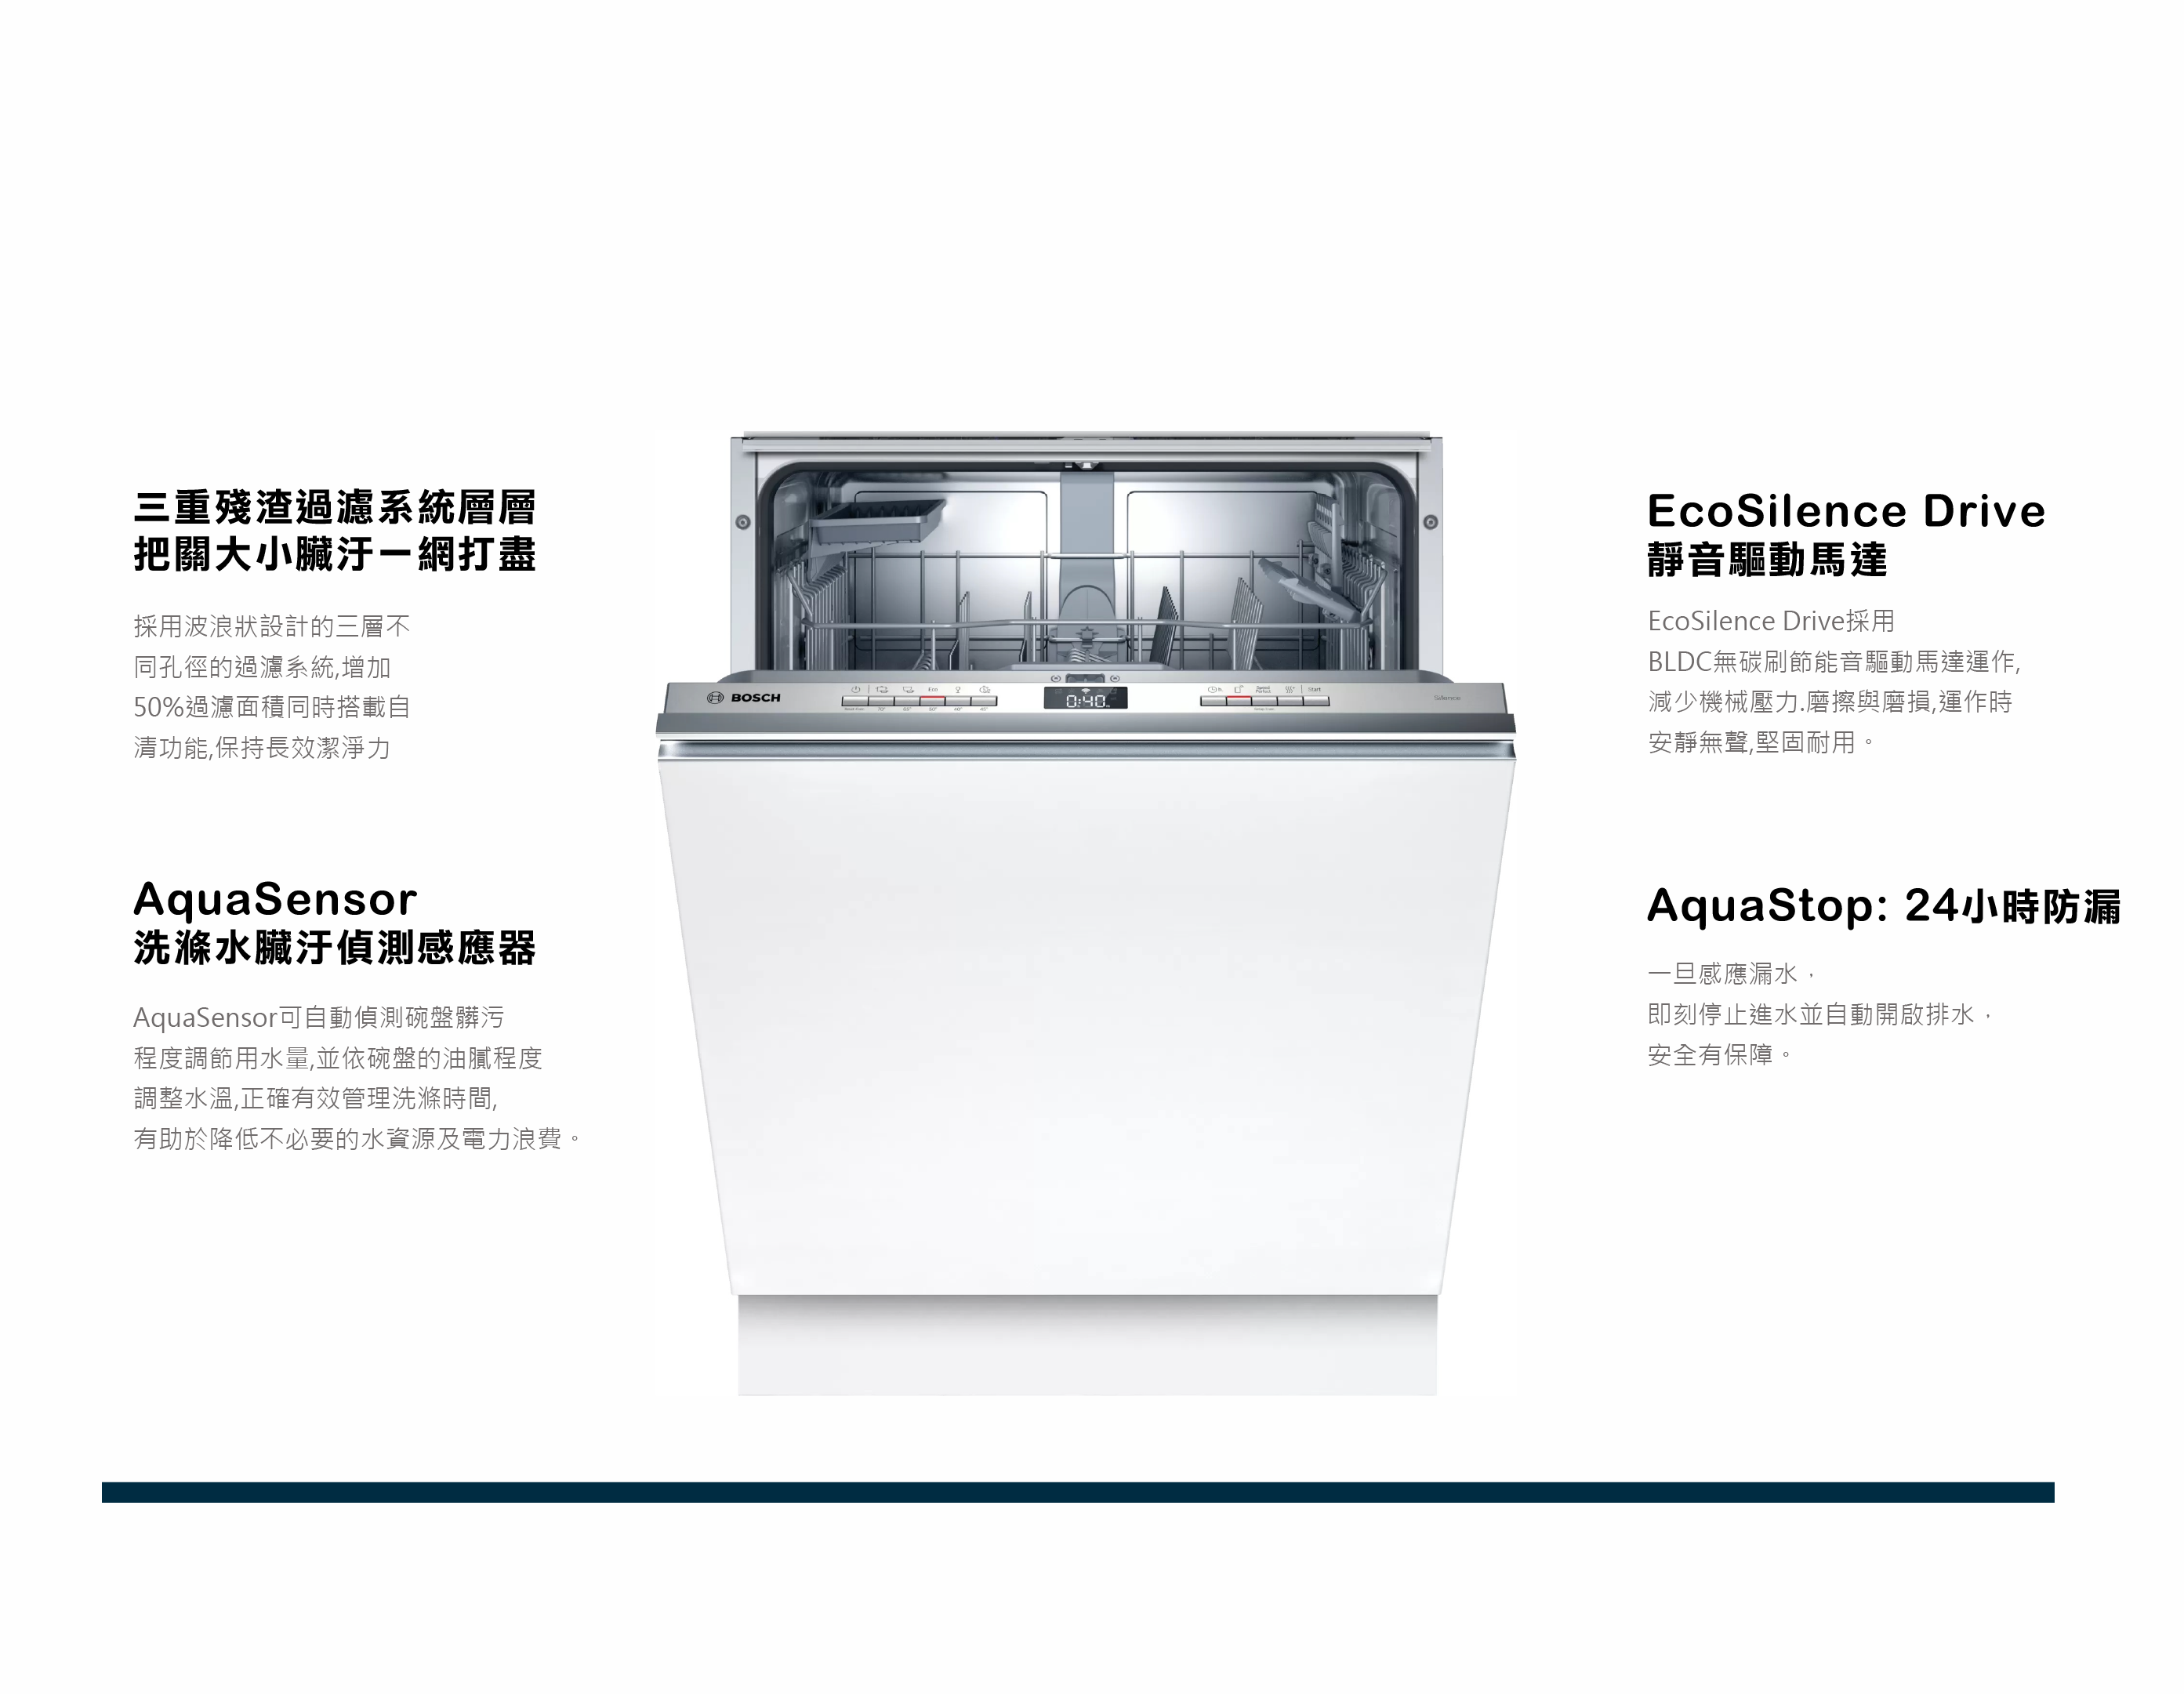 三重殘渣過濾系統層層
把關大小臟汙一網打盡
採用波浪狀設計的三層不
同孔徑的過濾系統,增加
50%過濾面積同時搭載自
清功能,保持長效潔淨力
AquaSensor
洗滌水臟汙偵測感應器
AquaSensor可自動偵測碗盤髒污
程度調節用水量,並依碗盤的油膩程度
調整水溫,正確有效管理洗滌時間,
有助於降低不必要的水資源及電力浪費。
BOSCH
Eco
0:40
Start
Silence
EcoSilence Drive
靜音驅動馬達
EcoSilence Drive採用
BLDC無碳刷節能音驅動馬達運作,
減少機械壓力.磨擦與磨損,運作時
安靜無聲,堅固耐用。
AquaStop: 24小時防漏
一旦感應漏水，
即刻停止進水並自動開啟排水，
安全有保障。